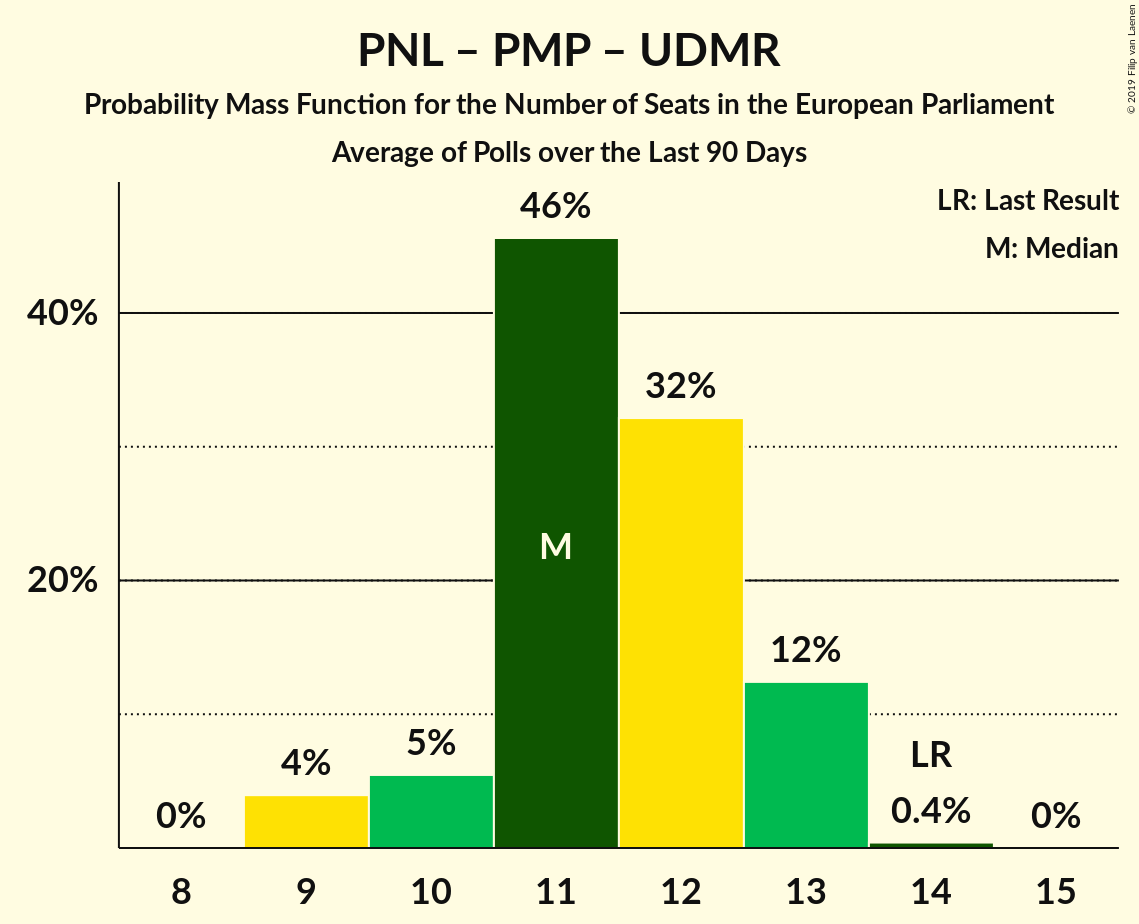 PNL – PMP – UDMR
Probability Mass Function for the Number of Seats in the European Parliament
Average of Polls over the Last 90 Days
© 2019 Filip van Laenen
LR: Last Result
M: Median
46%
40%
32%
M
20%
12%
5%
4%
LR
0%
0.4%
0%
8 9 10 11 12 13 14 15